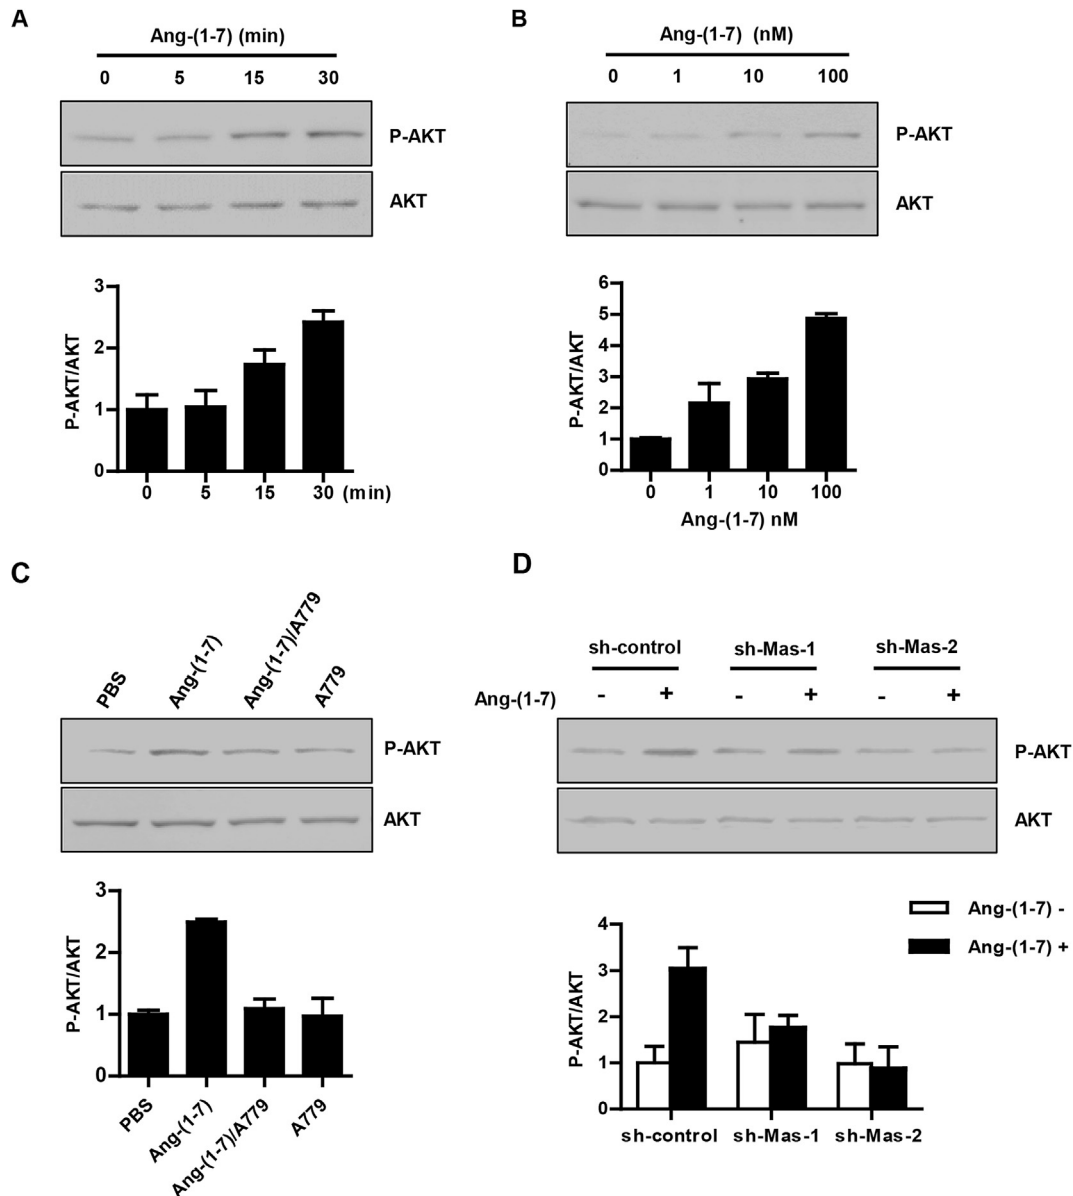 A
Ang-(1-7) (min)
0 5 15 30
P-AKT
AKT
3
2
1
0
P-AKT/AKT
0 5 15 30 (min)
B
Ang-(1-7) (nM)
0 1 10 100
P-AKT
AKT
6
5
4
3
2
1
0
P-AKT/AKT
0 1 10 100
Ang-(1-7) nM
C
PBS
Ang-(1-7)
Ang-(1-7)/A779
A779
P-AKT
AKT
3
2
1
0
P-AKT/AKT
PBS
Ang-(1-7)
Ang-(1-7)/A779
A779
D
sh-control sh-Mas-1 sh-Mas-2
Ang-(1-7) - + - + - +
P-AKT
AKT
Ang-(1-7) -
Ang-(1-7) +
4
3
2
1
0
P-AKT/AKT
sh-control sh-Mas-1 sh-Mas-2